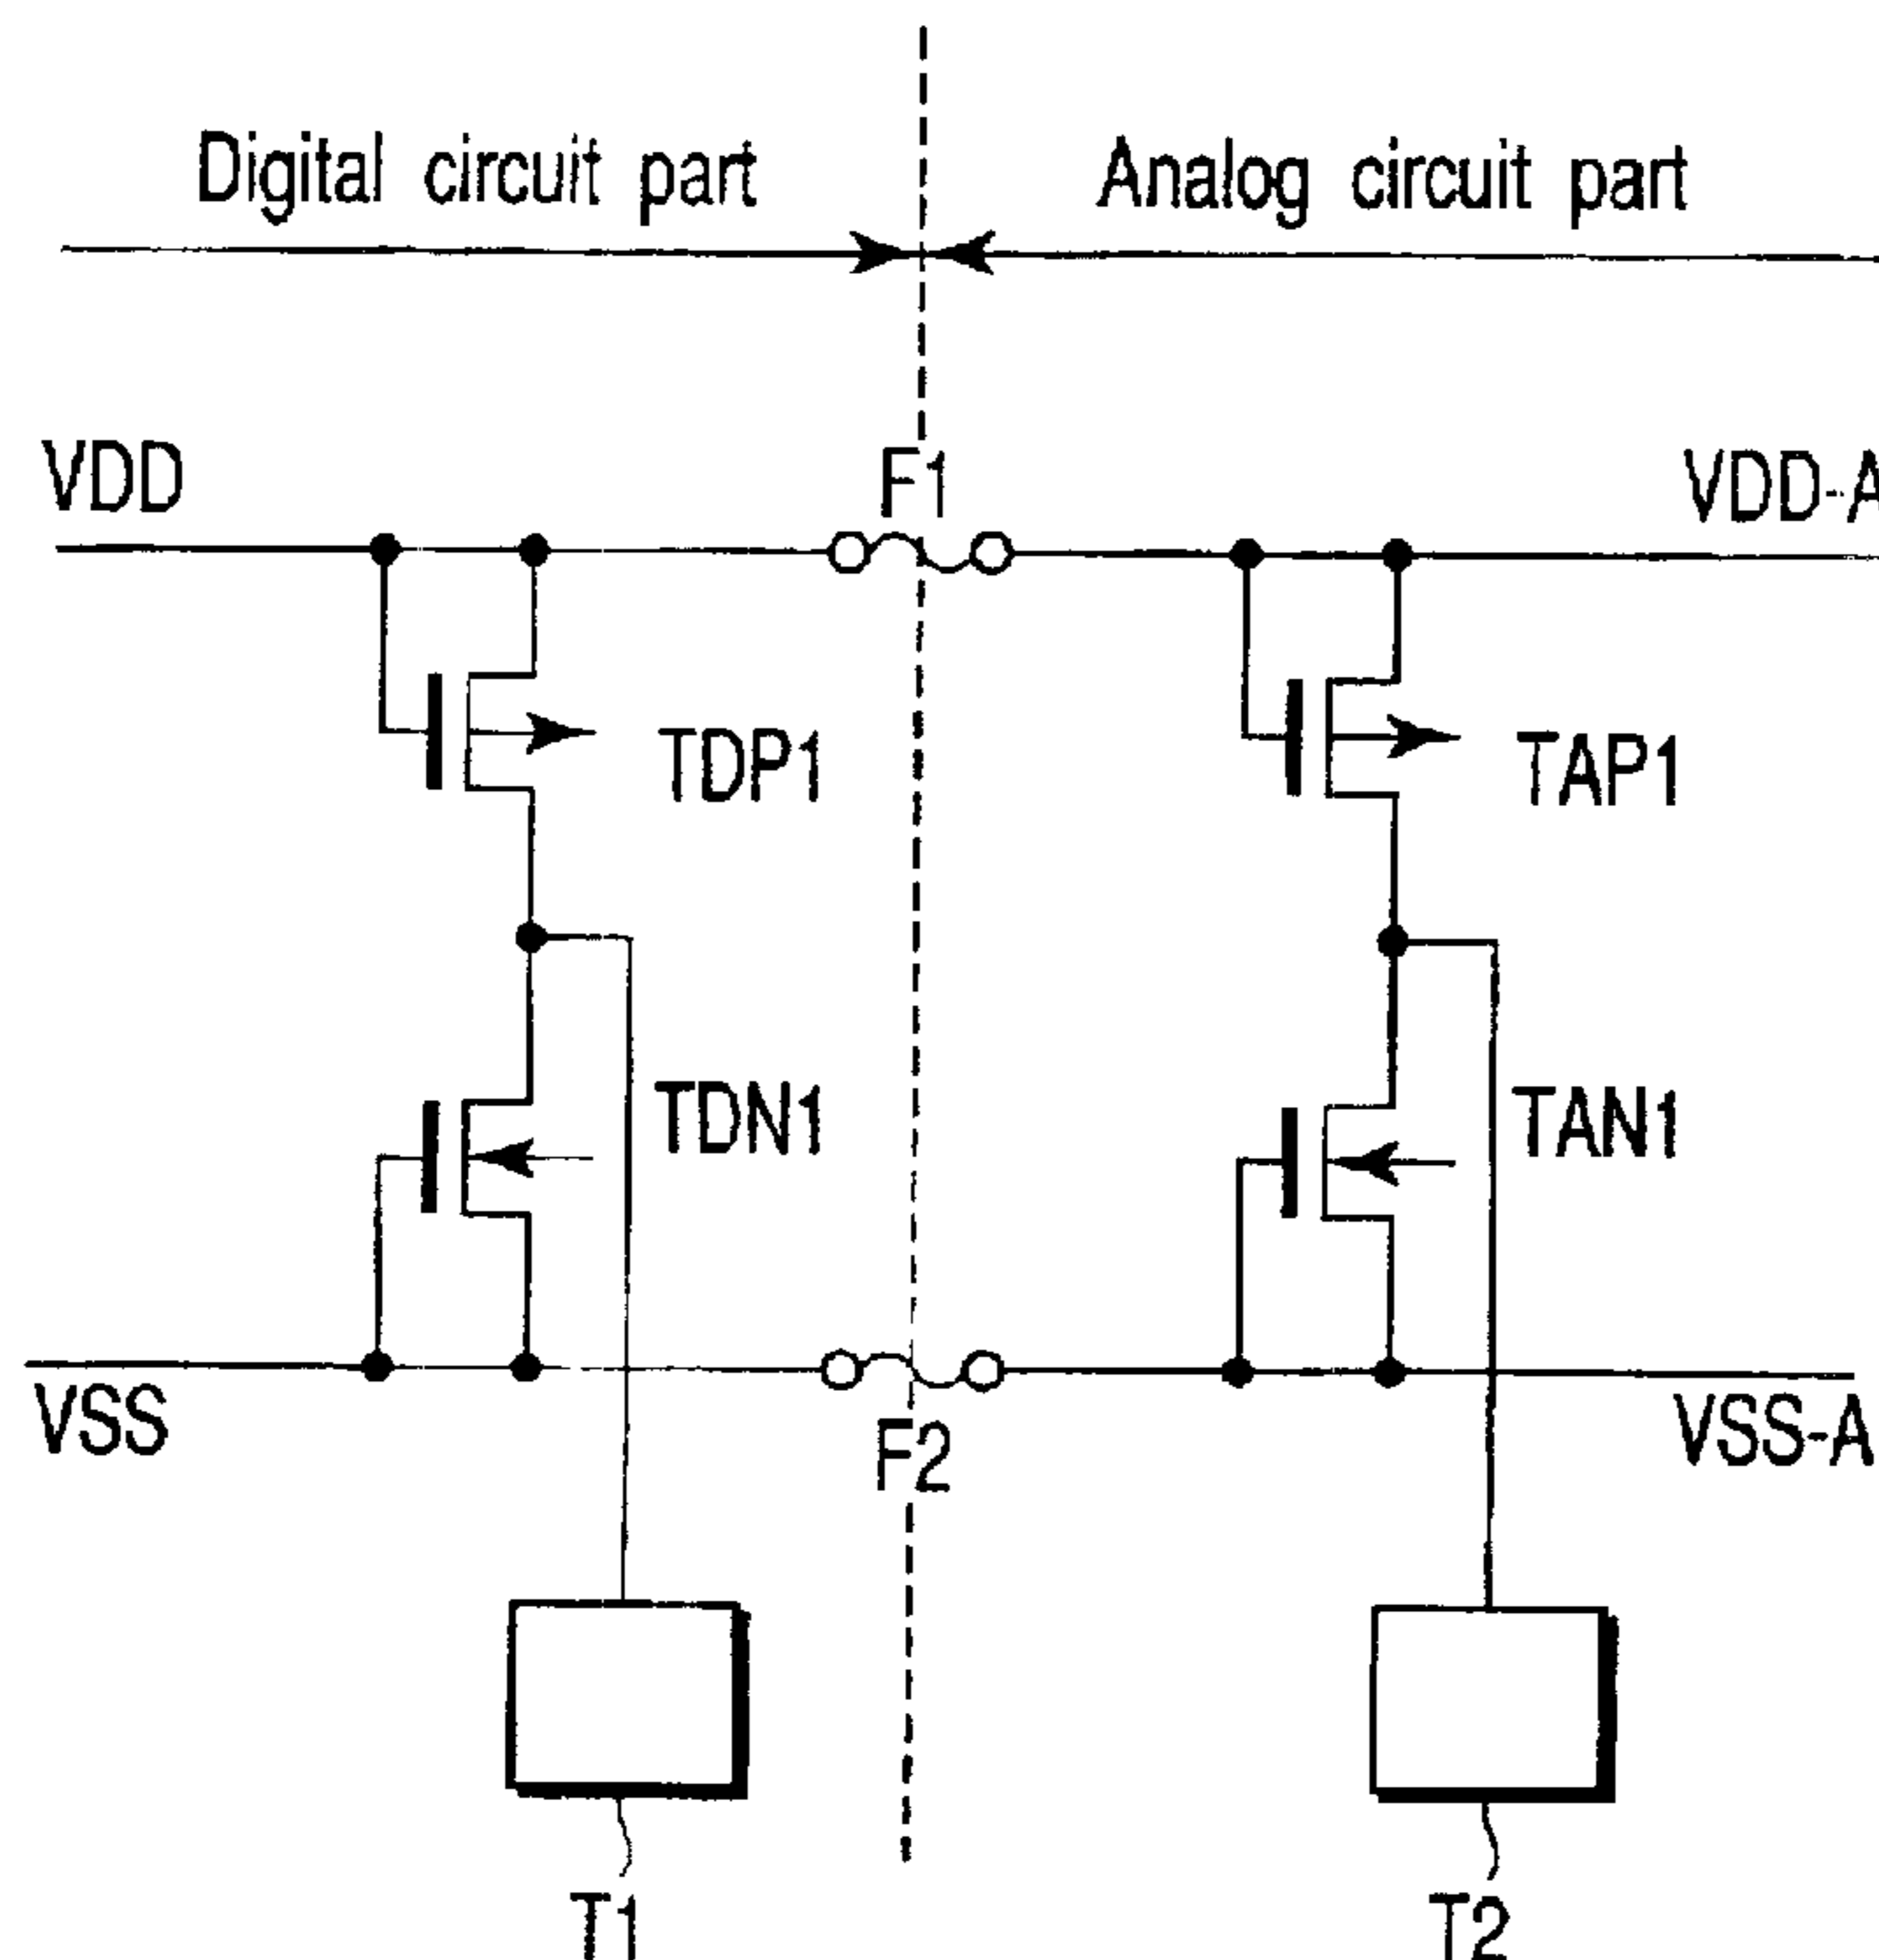 Digital circuit part
Analog circuit part
VDD
F1
VDD-A
TDP1
TAP1
TDN1
TAN1
VSS
F2
VSS-A
T1
T2